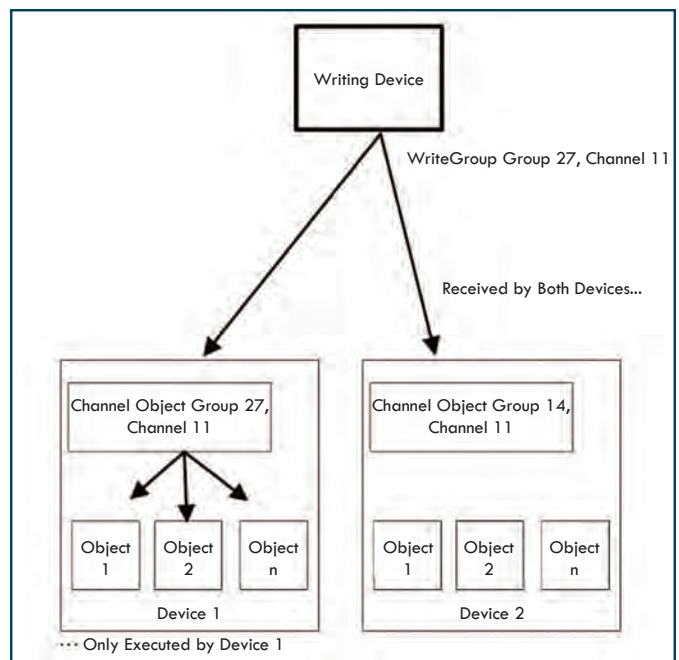 Writing Device
WriteGroup Group 27, Channel 11
Received by Both Devices...
Channel Object Group 27,
Channel 11
Channel Object Group 14,
Channel 11
Object
1
Object
2
Object
n
Object
1
Object
2
Object
n
Device 1
Device 2
... Only Executed by Device 1